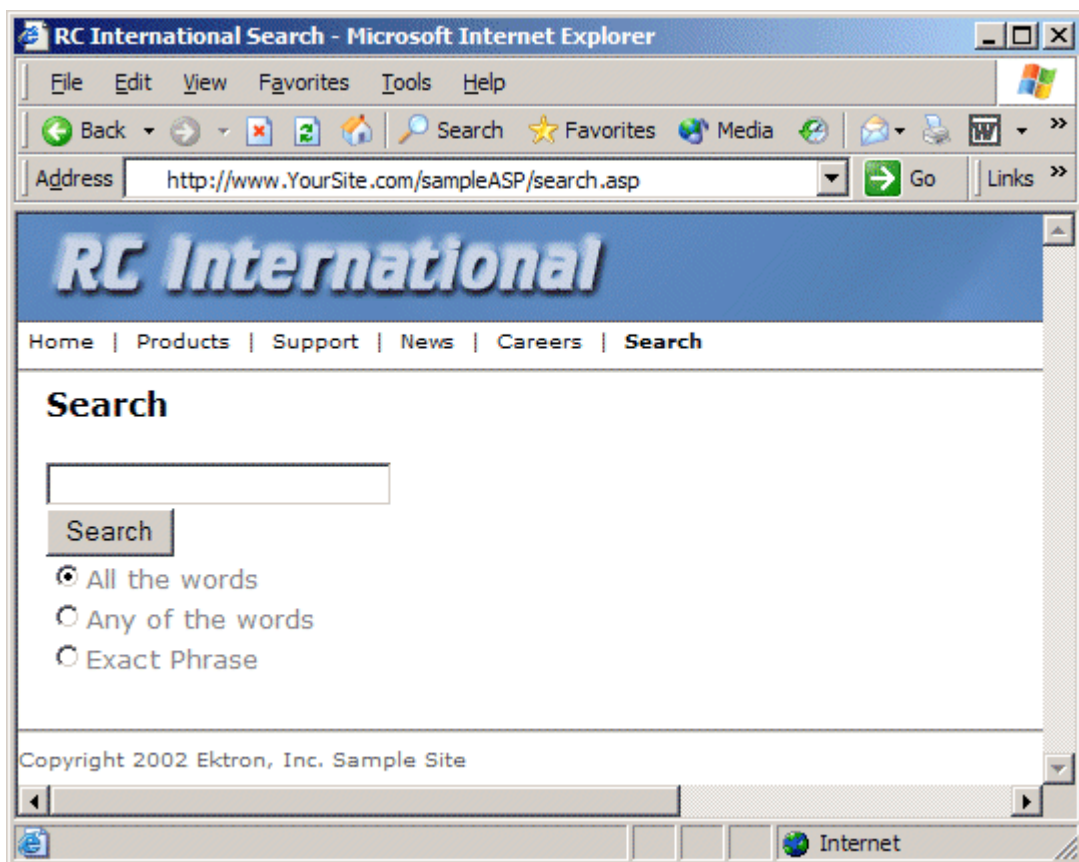 RC International Search - Microsoft Internet Explorer
File Edit View Favorites Tools Help
Back Search Favorites Media W »
Address http://www.YourSite.com/sampleASP/search.asp Go Links »
RC International
Home | Products | Support | News | Careers | Search
Search
Search
All the words
Any of the words
Exact Phrase
Copyright 2002 Ektron, Inc. Sample Site
Internet